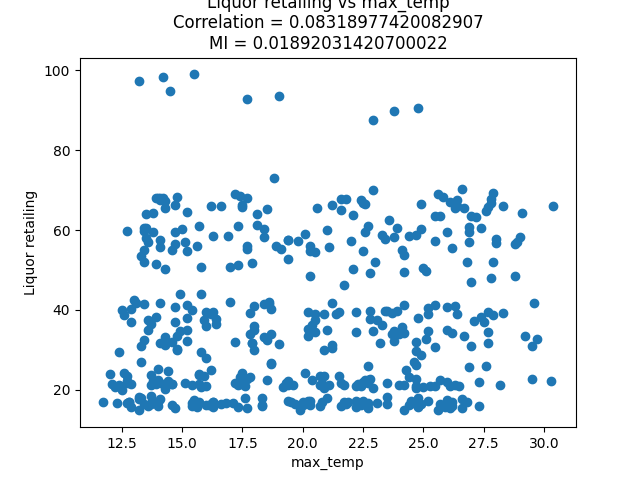 Liquor retailing vs max_temp
Correlation = 0.08318977420082907
MI = 0.01892031420700022
100
80
60
40
20
Liquor retailing
12.5 15.0 17.5 20.0 22.5 25.0 27.5 30.0
max_temp